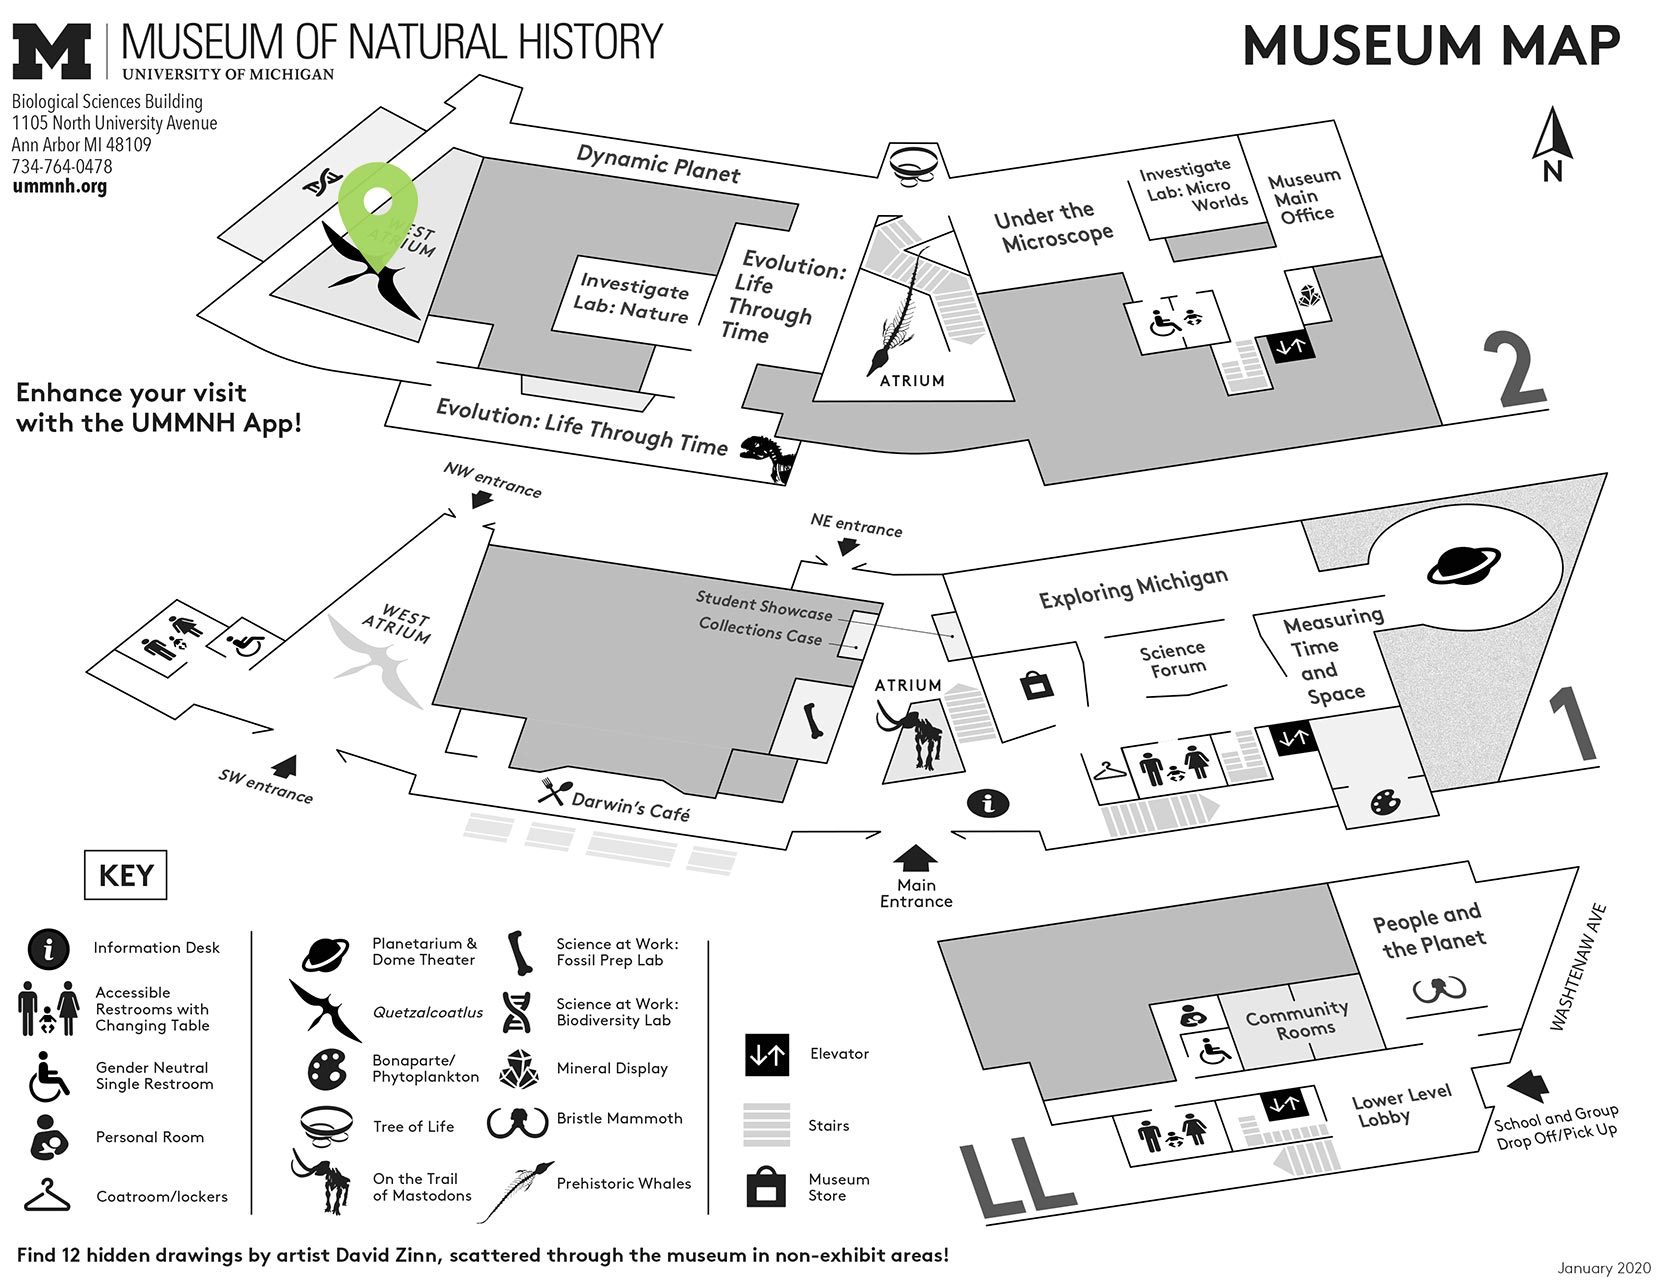 M
MUSEUM OF NATURAL HISTORY
UNIVERSITY OF MICHIGAN
MUSEUM MAP
Biological Sciences Building
1105 North University Avenue
Ann Arbor MI 48109
734-764-0478
ummnh.org
N
Dynamic Planet
WEST
ATRIUM
Investigate
Lab: Nature
Evolution:
Life
Through
Time
Under the
Microscope
Investigate
Lab: Micro
Worlds
Museum
Main
Office
ATRIUM
2
Enhance your visit
with the UMMNH App!
Evolution: Life Through Time
NW entrance
NE entrance
WEST
ATRIUM
Student Showcase
Collections Case
Exploring Michigan
Science
Forum
Measuring
Time
and
Space
ATRIUM
1
SW entrance
Darwin's Café
i
Main
Entrance
People and
the Planet
Community
Rooms
WASHTENAW AVE
Lower Level
Lobby
School and Group
Drop Off/Pick Up
LL
KEY
i
Information Desk
Accessible
Restrooms with
Changing Table
Gender Neutral
Single Restroom
Personal Room
Coatroom/lockers
Planetarium &
Dome Theater
Quetzalcoatlus
Bonaparte/
Phytoplankton
Tree of Life
On the Trail
of Mastodons
Science at Work:
Fossil Prep Lab
Science at Work:
Biodiversity Lab
Mineral Display
Bristle Mammoth
Prehistoric Whales
Elevator
Stairs
Museum
Store
Find 12 hidden drawings by artist David Zinn, scattered through the museum in non-exhibit areas!
January 2020